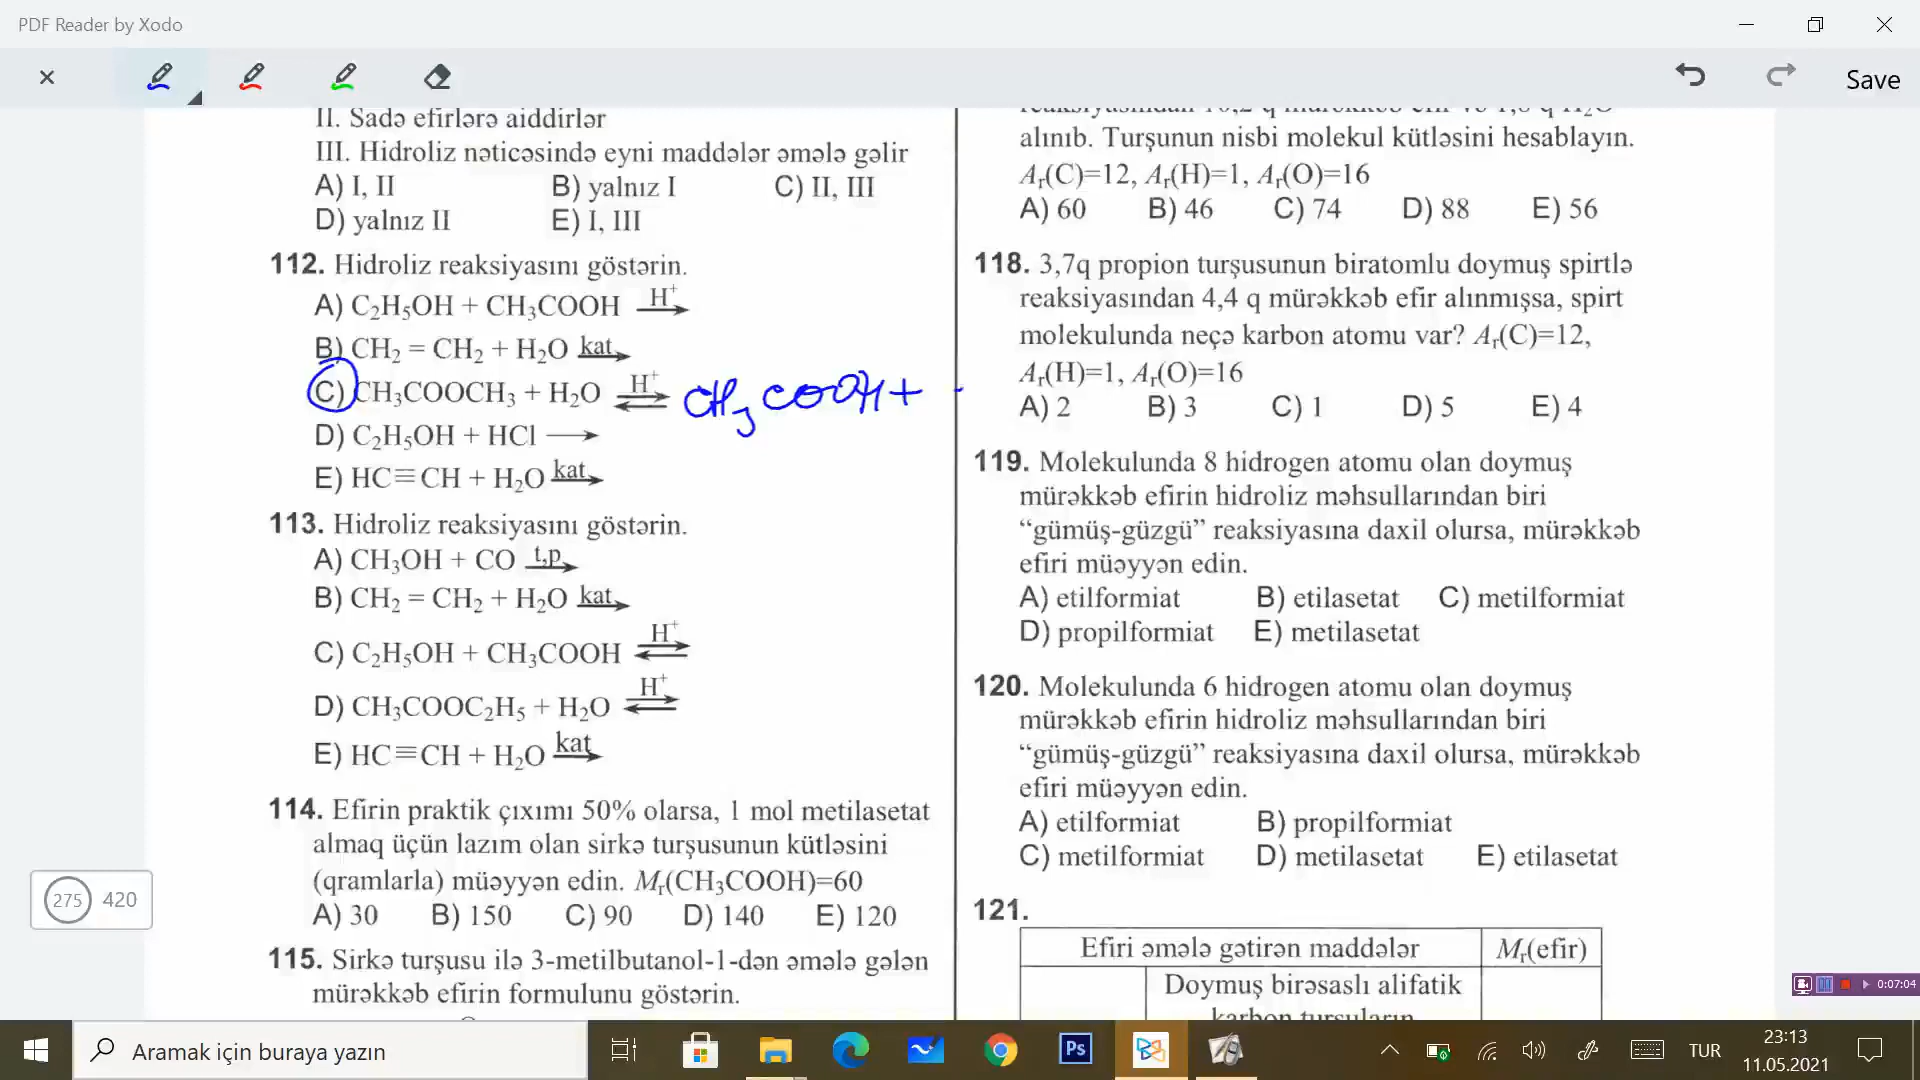 PDF Reader by Xodo
Save
II. Sadə efirlərə aiddirlər
III. Hidroliz nəticəsində eyni maddələr əmələ gəlir
A) I, II B) yalnız I C) II, III
D) yalnız II E) I, III
112. Hidroliz reaksiyasını göstərin.
A) C₂H₅OH + CH₃COOH H⁺→
B) CH₂ = CH₂ + H₂O kat→
C) CH₃COOCH₃ + H₂O H⁺⇌ CH₃COOH +
D) C₂H₅OH + HCl →
E) HC≡CH + H₂O kat→
113. Hidroliz reaksiyasını göstərin.
A) CH₃OH + CO t,p→
B) CH₂ = CH₂ + H₂O kat→
C) C₂H₅OH + CH₃COOH H⁺⇌
D) CH₃COOC₂H₅ + H₂O H⁺⇌
E) HC≡CH + H₂O kat→
114. Efirin praktik çıxımı 50% olarsa, 1 mol metilasetat
almaq üçün lazım olan sirkə turşusunun kütləsini
(qramlarla) müəyyən edin. Mᵣ(CH₃COOH)=60
A) 30 B) 150 C) 90 D) 140 E) 120
115. Sirkə turşusu ilə 3-metilbutanol-1-dən əmələ gələn
mürəkkəb efirin formulunu göstərin.
alınıb. Turşunun nisbi molekul kütləsini hesablayın.
Aᵣ(C)=12, Aᵣ(H)=1, Aᵣ(O)=16
A) 60 B) 46 C) 74 D) 88 E) 56
118. 3,7q propion turşusunun biratomlu doymuş spirtlə
reaksiyasından 4,4 q mürəkkəb efir alınmışsa, spirt
molekulunda neçə karbon atomu var? Aᵣ(C)=12,
Aᵣ(H)=1, Aᵣ(O)=16
A) 2 B) 3 C) 1 D) 5 E) 4
119. Molekulunda 8 hidrogen atomu olan doymuş
mürəkkəb efirin hidroliz məhsullarından biri
“gümüş-güzgü” reaksiyasına daxil olursa, mürəkkəb
efiri müəyyən edin.
A) etilformiat B) etilasetat C) metilformiat
D) propilformiat E) metilasetat
120. Molekulunda 6 hidrogen atomu olan doymuş
mürəkkəb efirin hidroliz məhsullarından biri
“gümüş-güzgü” reaksiyasına daxil olursa, mürəkkəb
efiri müəyyən edin.
A) etilformiat B) propilformiat
C) metilformiat D) metilasetat E) etilasetat
121.
Efiri əmələ gətirən maddələr Mᵣ(efir)
Doymuş birəsaslı alifatik
karbon turşuların
275 420
0:07:04
Aramak için buraya yazın
Ps
TUR
23:13
11.05.2021